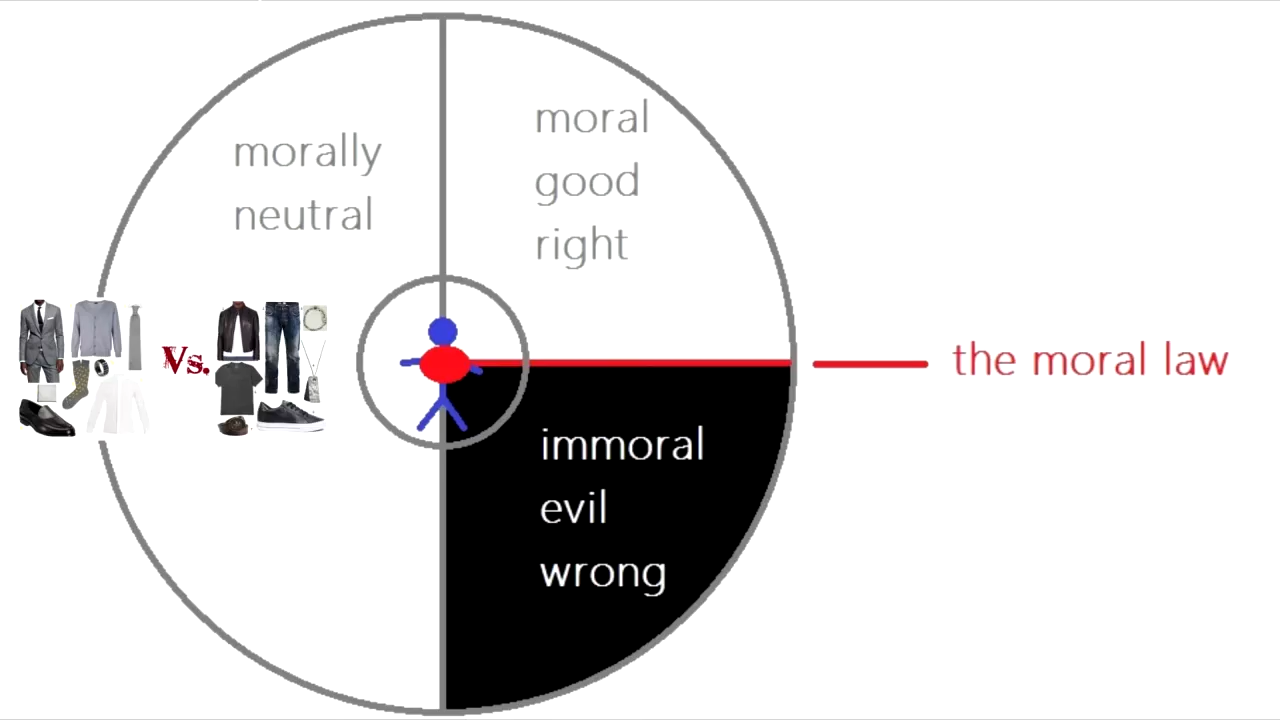 morally
neutral
moral
good
right
Vs.
the moral law
immoral
evil
wrong